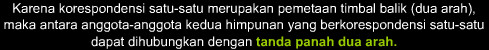 Karena korespondensi satu-satu merupakan pemetaan timbal balik (dua arah),
maka antara anggota-anggota kedua himpunan yang berkorespondensi satu-satu
dapat dihubungkan dengan tanda panah dua arah.